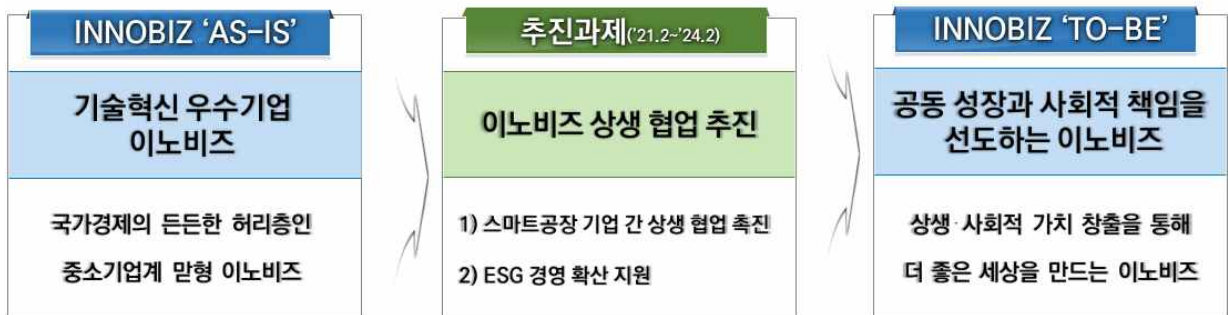 INNOBIZ ‘AS-IS’
기술혁신 우수기업
이노비즈
국가경제의 든든한 허리층인
중소기업계 맏형 이노비즈
추진과제(‘21.2~’24.2)
이노비즈 상생 협업 추진
1) 스마트공장 기업 간 상생 협업 촉진
2) ESG 경영 확산 지원
INNOBIZ ‘TO-BE’
공동 성장과 사회적 책임을
선도하는 이노비즈
상생·사회적 가치 창출을 통해
더 좋은 세상을 만드는 이노비즈